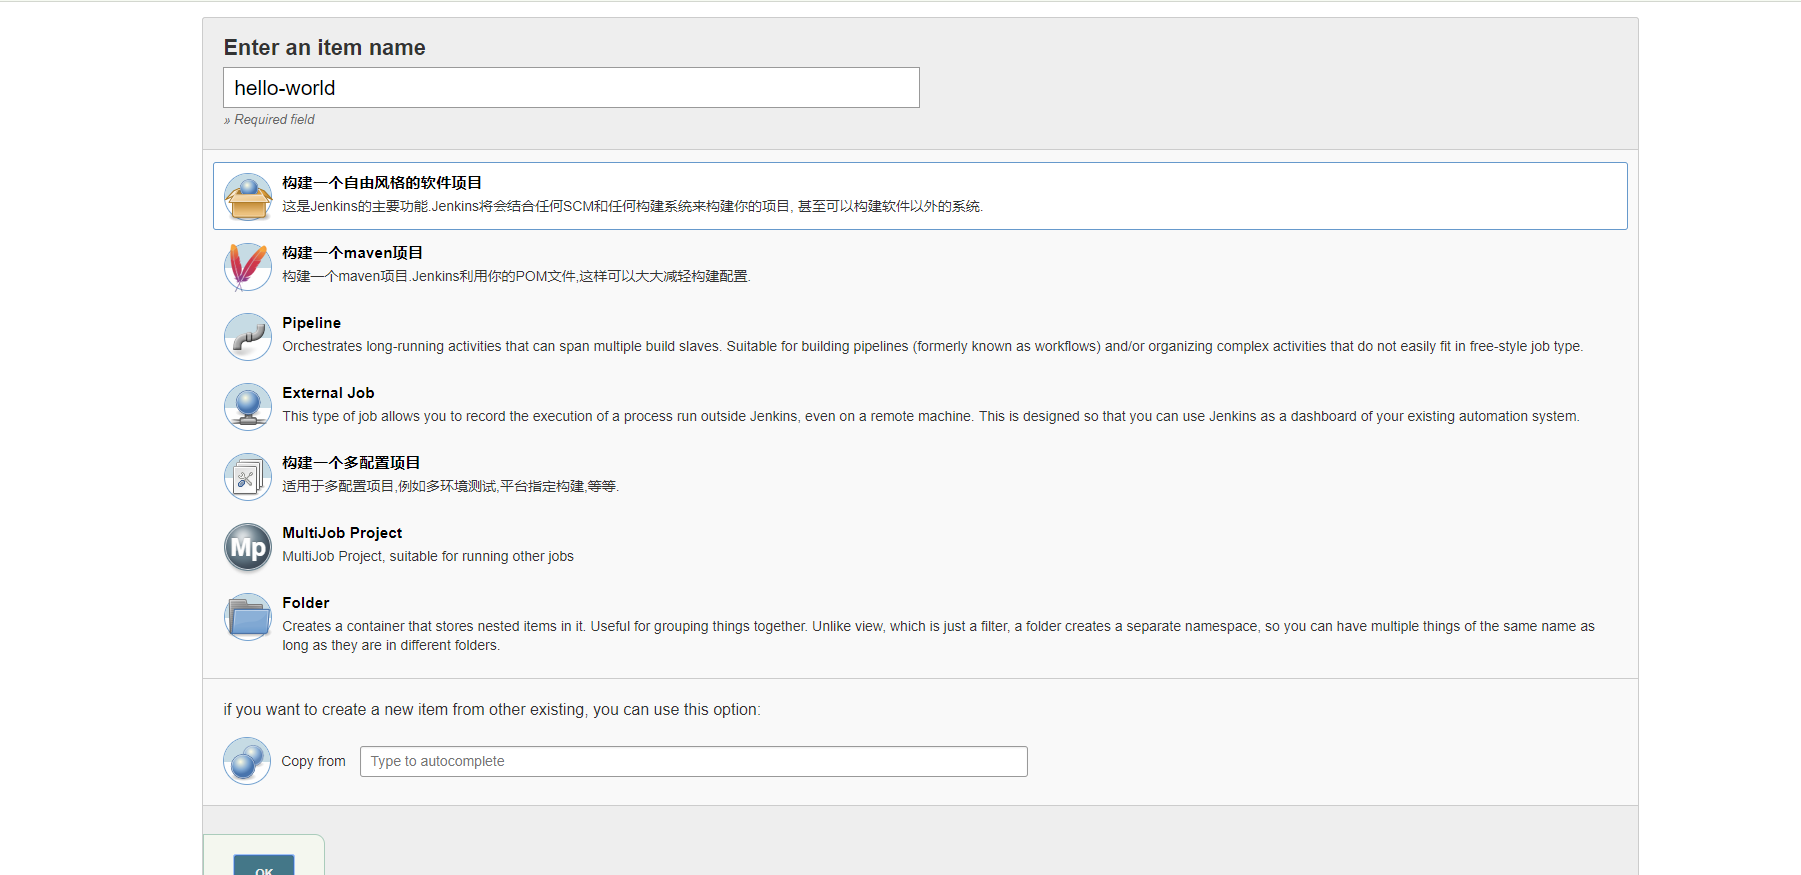 Enter an item name
hello-world
» Required field
构建一个自由风格的软件项目
这是Jenkins的主要功能.Jenkins将会结合任何SCM和任何构建系统来构建你的项目, 甚至可以构建软件以外的系统.
构建一个maven项目
构建一个maven项目.Jenkins利用你的POM文件,这样可以大大减轻构建配置.
Pipeline
Orchestrates long-running activities that can span multiple build slaves. Suitable for building pipelines (formerly known as workflows) and/or organizing complex activities that do not easily fit in free-style job type.
External Job
This type of job allows you to record the execution of a process run outside Jenkins, even on a remote machine. This is designed so that you can use Jenkins as a dashboard of your existing automation system.
构建一个多配置项目
适用于多配置项目,例如多环境测试,平台指定构建,等等.
Mp
MultiJob Project
MultiJob Project, suitable for running other jobs
Folder
Creates a container that stores nested items in it. Useful for grouping things together. Unlike view, which is just a filter, a folder creates a separate namespace, so you can have multiple things of the same name as
long as they are in different folders.
if you want to create a new item from other existing, you can use this option:
Copy from
Type to autocomplete
OK